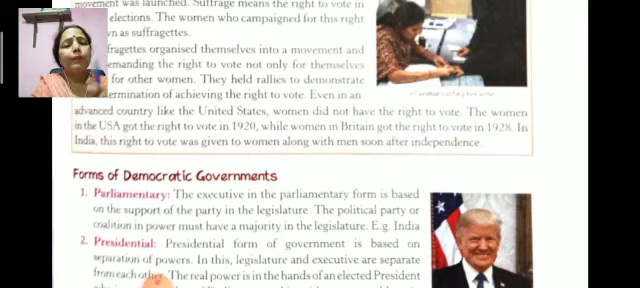 movement was launched. Suffrage means the right to vote in
elections. The women who campaigned for this right
as suffragettes.
organised themselves into a movement and
the right to vote not only for themselves
for other women. They held rallies to demonstrate
of achieving the right to vote. Even in an
advanced country like the United States, women did not have the right to vote. The women
in the USA got the right to vote in 1920, while women in Britain got the right to vote in 1928. In
India, this right to vote was given to women along with men soon after independence.
Forms of Democratic Governments
1. Parliamentary: The executive in the parliamentary form is based
on the support of the party in the legislature. The political party or
coalition in power must have a majority in the legislature. E.g. India
2. Presidential: Presidential form of government is based on
separation of powers. In this, legislature and executive are separate
from each other. The real power is in the hands of an elected President